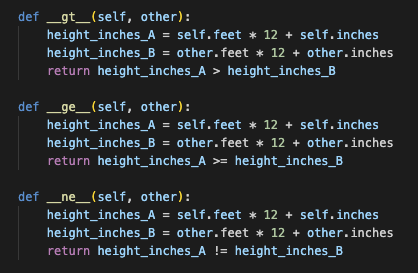 def __gt__(self, other):
    height_inches_A = self.feet * 12 + self.inches
    height_inches_B = other.feet * 12 + other.inches
    return height_inches_A > height_inches_B

def __ge__(self, other):
    height_inches_A = self.feet * 12 + self.inches
    height_inches_B = other.feet * 12 + other.inches
    return height_inches_A >= height_inches_B

def __ne__(self, other):
    height_inches_A = self.feet * 12 + self.inches
    height_inches_B = other.feet * 12 + other.inches
    return height_inches_A != height_inches_B